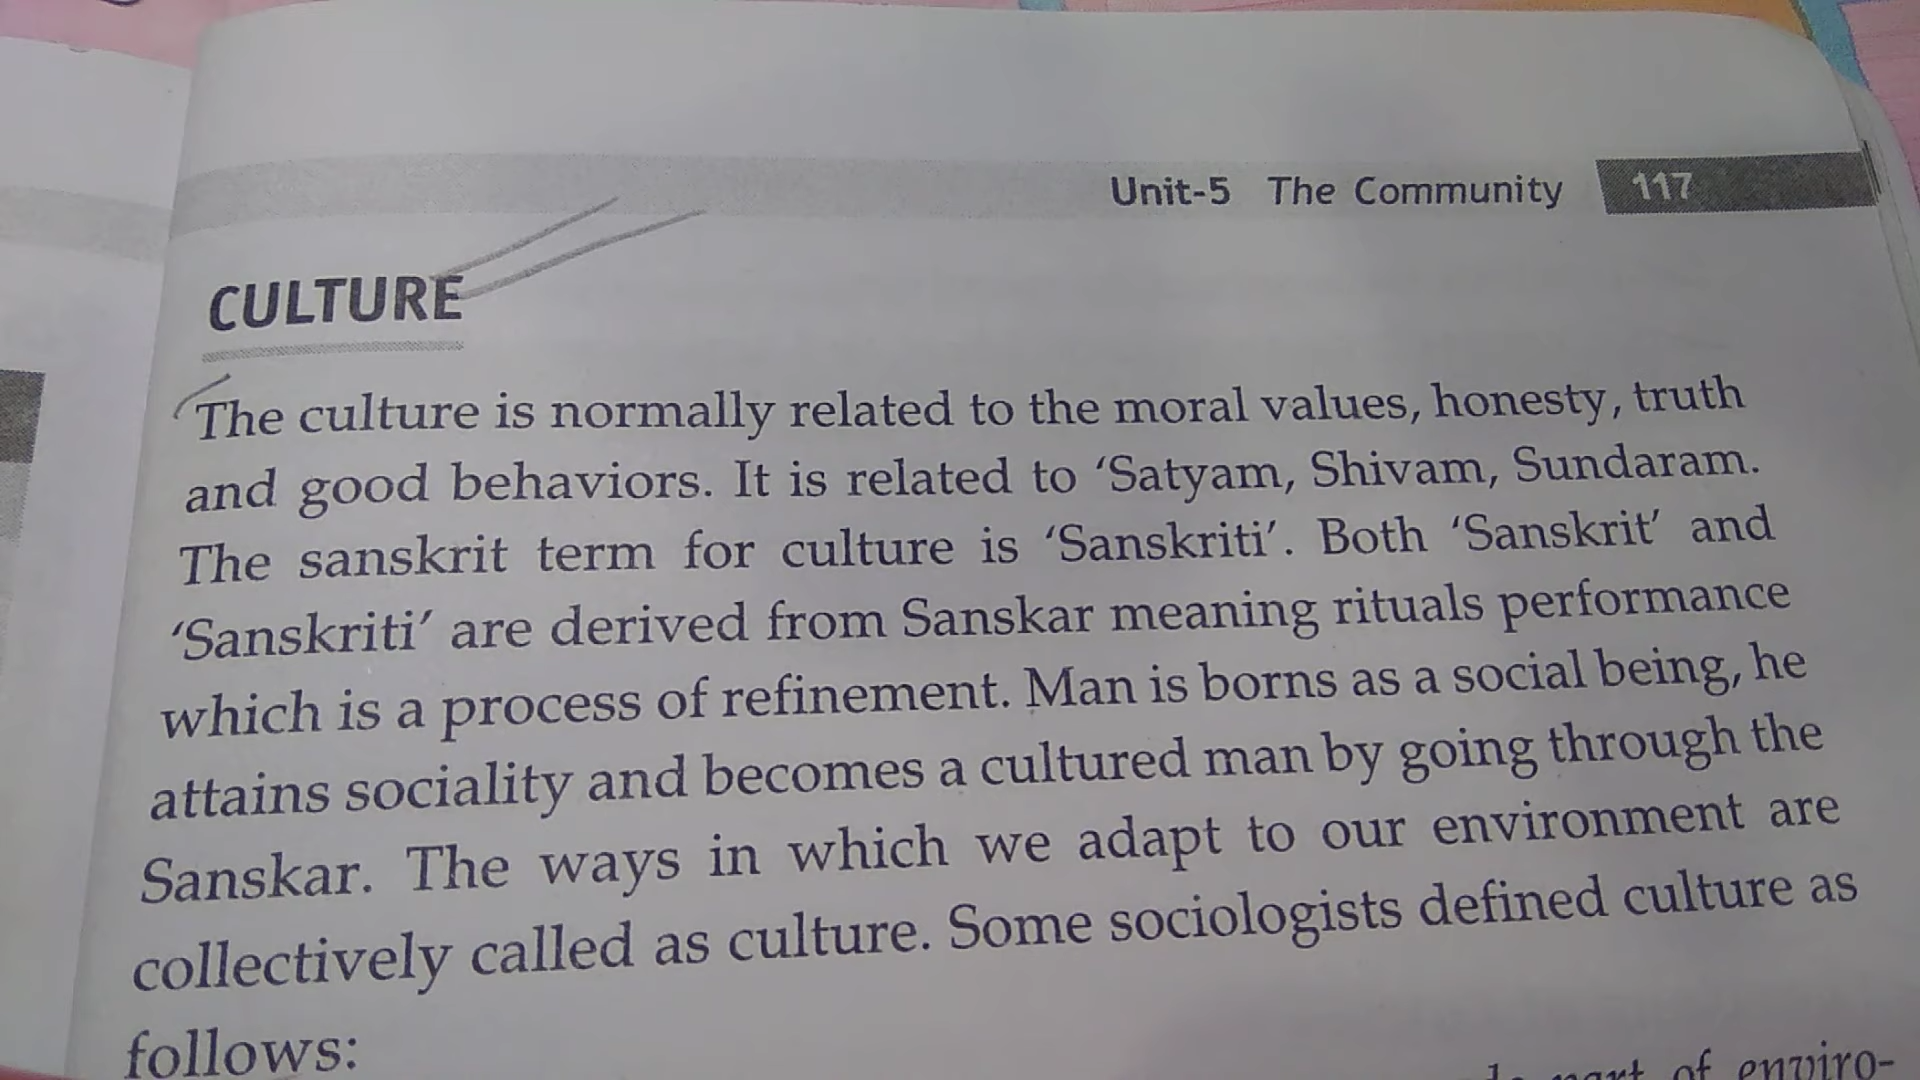 Unit-5 The Community 117
CULTURE
The culture is normally related to the moral values, honesty, truth
and good behaviors. It is related to ‘Satyam, Shivam, Sundaram.
The sanskrit term for culture is ‘Sanskriti’. Both ‘Sanskrit’ and
‘Sanskriti’ are derived from Sanskar meaning rituals performance
which is a process of refinement. Man is borns as a social being, he
attains sociality and becomes a cultured man by going through the
Sanskar. The ways in which we adapt to our environment are
collectively called as culture. Some sociologists defined culture as
follows:
part of enviro-